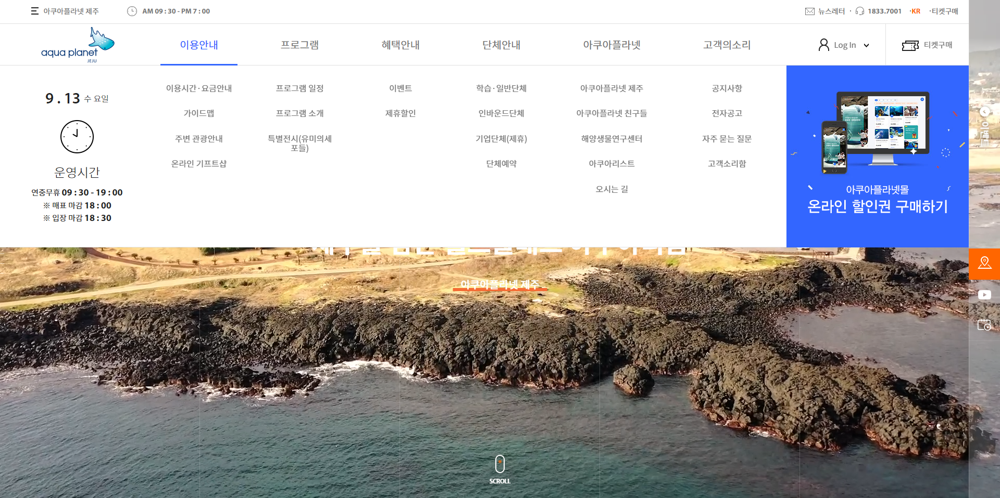 아쿠아플라넷 제주
AM 09 : 30 - PM 7 : 00
뉴스레터
1833.7001
·KR
·티켓구매
aqua planet
JEJU
이용안내
프로그램
혜택안내
단체안내
아쿠아플라넷
고객의소리
Log In
티켓구매
9 . 13 수 요일
운영시간
연중무휴 09 : 30 - 19 : 00
※ 매표 마감 18 : 00
※ 입장 마감 18 : 30
이용시간·요금안내
가이드맵
주변 관광안내
온라인 기프트샵
프로그램 일정
프로그램 소개
특별전시(유미의세
포들)
이벤트
제휴할인
학습·일반단체
인바운드단체
기업단체(제휴)
단체예약
아쿠아플라넷 제주
아쿠아플라넷 친구들
해양생물연구센터
아쿠아리스트
오시는 길
공지사항
전자공고
자주 묻는 질문
고객소리함
아쿠아플라넷몰
온라인 할인권 구매하기
이벤트
아쿠아플라넷 제주
SCROLL